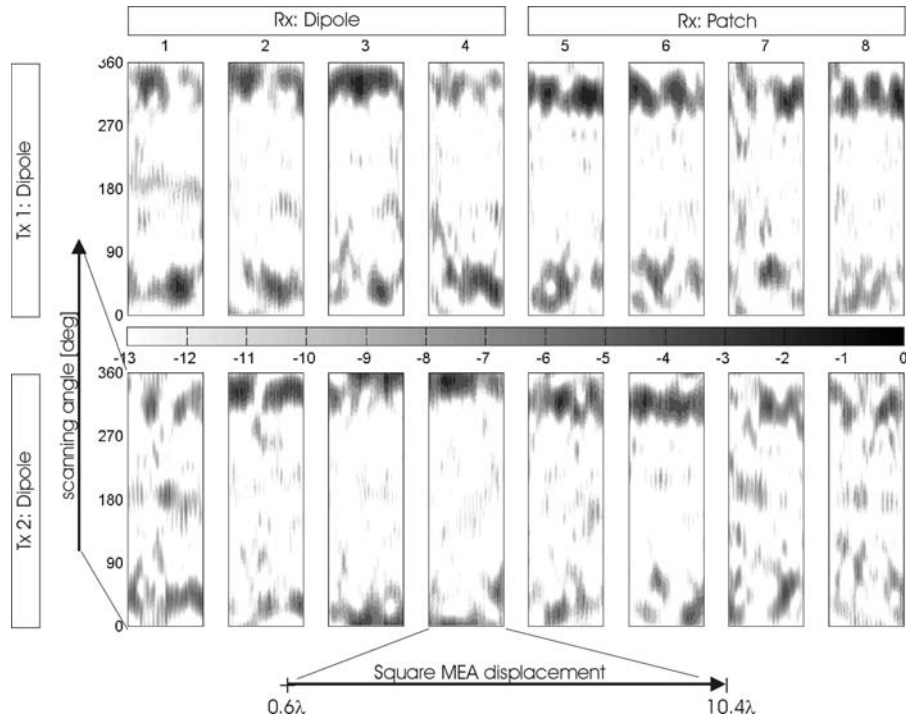 Rx: Dipole
Rx: Patch
1 2 3 4 5 6 7 8
Tx 1: Dipole
360
270
180
90
0
scanning angle [deg]
-13 -12 -11 -10 -9 -8 -7 -6 -5 -4 -3 -2 -1 0
Tx 2: Dipole
360
270
180
90
0
Square MEA displacement
0.6λ
10.4λ